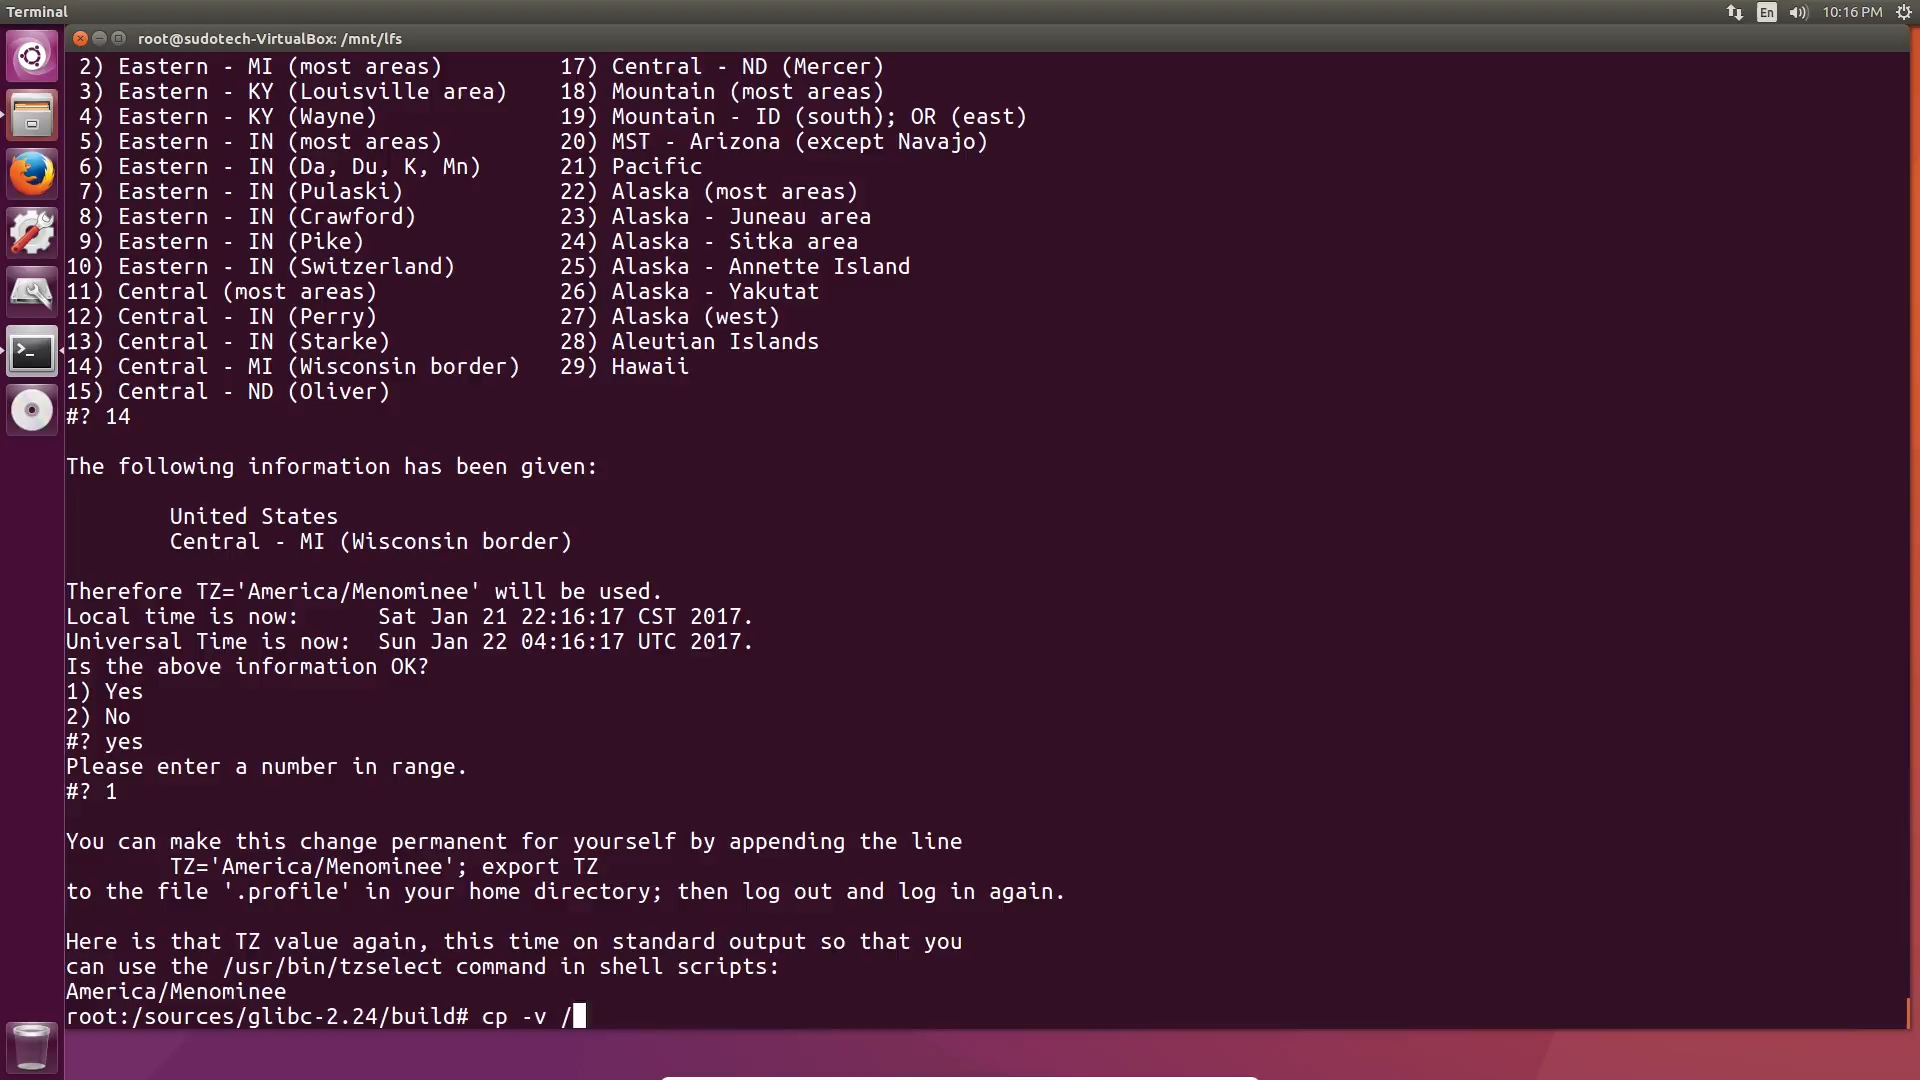 Terminal
En
10:16 PM
root@sudotech-VirtualBox: /mnt/lfs
2) Eastern - MI (most areas) 17) Central - ND (Mercer)
3) Eastern - KY (Louisville area) 18) Mountain (most areas)
4) Eastern - KY (Wayne) 19) Mountain - ID (south); OR (east)
5) Eastern - IN (most areas) 20) MST - Arizona (except Navajo)
6) Eastern - IN (Da, Du, K, Mn) 21) Pacific
7) Eastern - IN (Pulaski) 22) Alaska (most areas)
8) Eastern - IN (Crawford) 23) Alaska - Juneau area
9) Eastern - IN (Pike) 24) Alaska - Sitka area
10) Eastern - IN (Switzerland) 25) Alaska - Annette Island
11) Central (most areas) 26) Alaska - Yakutat
12) Central - IN (Perry) 27) Alaska (west)
13) Central - IN (Starke) 28) Aleutian Islands
14) Central - MI (Wisconsin border) 29) Hawaii
15) Central - ND (Oliver)
#? 14
The following information has been given:
United States
Central - MI (Wisconsin border)
Therefore TZ='America/Menominee' will be used.
Local time is now: Sat Jan 21 22:16:17 CST 2017.
Universal Time is now: Sun Jan 22 04:16:17 UTC 2017.
Is the above information OK?
1) Yes
2) No
#? yes
Please enter a number in range.
#? 1
You can make this change permanent for yourself by appending the line
TZ='America/Menominee'; export TZ
to the file '.profile' in your home directory; then log out and log in again.
Here is that TZ value again, this time on standard output so that you
can use the /usr/bin/tzselect command in shell scripts:
America/Menominee
root:/sources/glibc-2.24/build# cp -v /